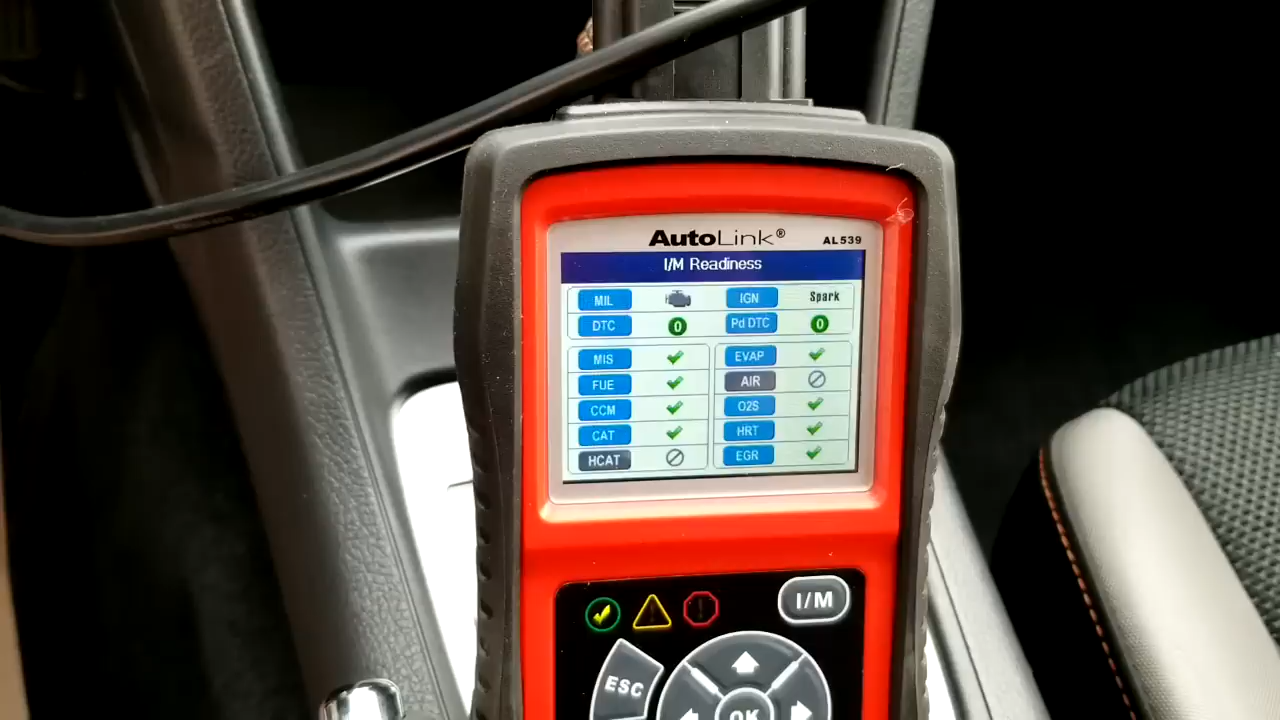 AutoLink® AL539
I/M Readiness
MIL IGN Spark
DTC 0 Pd DTC 0
MIS EVAP
FUE AIR
CCM O2S
CAT HRT
HCAT EGR
I/M
ESC
OK